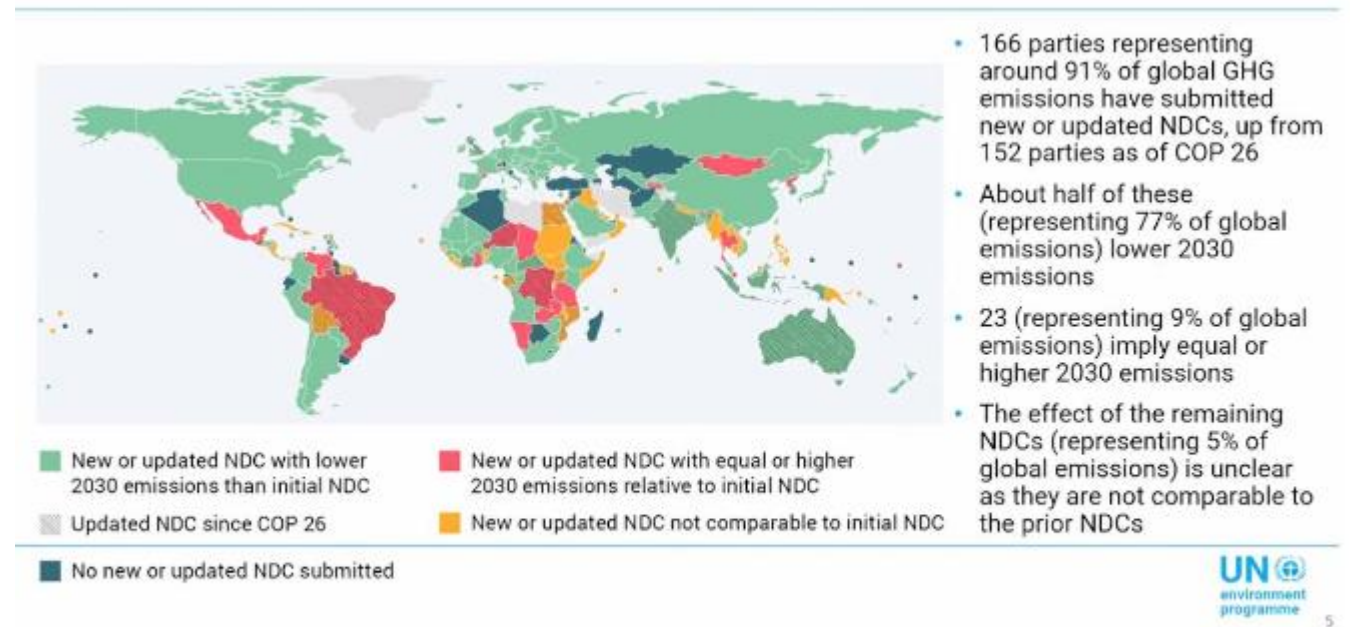 • 166 parties representing
around 91% of global GHG
emissions have submitted
new or updated NDCs, up from
152 parties as of COP 26
• About half of these
(representing 77% of global
emissions) lower 2030
emissions
• 23 (representing 9% of global
emissions) imply equal or
higher 2030 emissions
• The effect of the remaining
NDCs (representing 5% of
global emissions) is unclear
as they are not comparable to
the prior NDCs
New or updated NDC with lower
2030 emissions than initial NDC
Updated NDC since COP 26
New or updated NDC with equal or higher
2030 emissions relative to initial NDC
New or updated NDC not comparable to initial NDC
No new or updated NDC submitted
UN
environment
programme
5